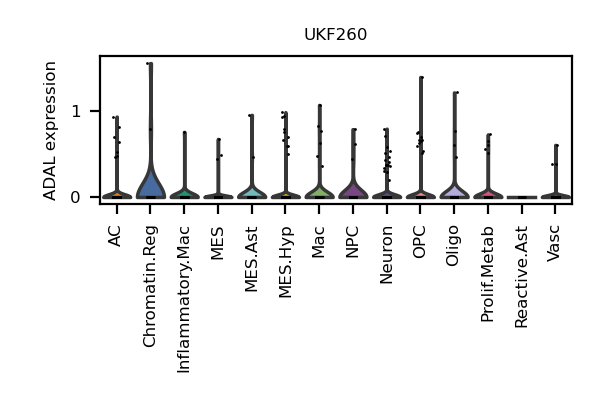 UKF260
ADAL expression
1
0
AC
Chromatin.Reg
Inflammatory.Mac
MES
MES.Ast
MES.Hyp
Mac
NPC
Neuron
OPC
Oligo
Prolif.Metab
Reactive.Ast
Vasc